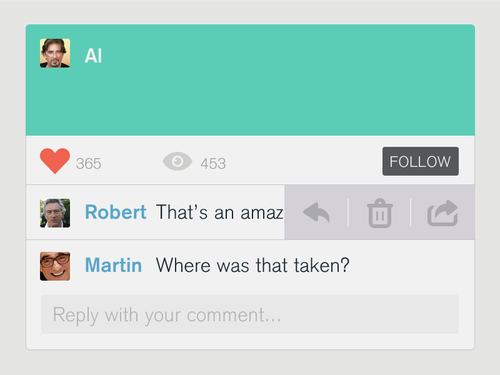 Al
365 453 FOLLOW
Robert That's an amaz
Martin Where was that taken?
Reply with your comment...